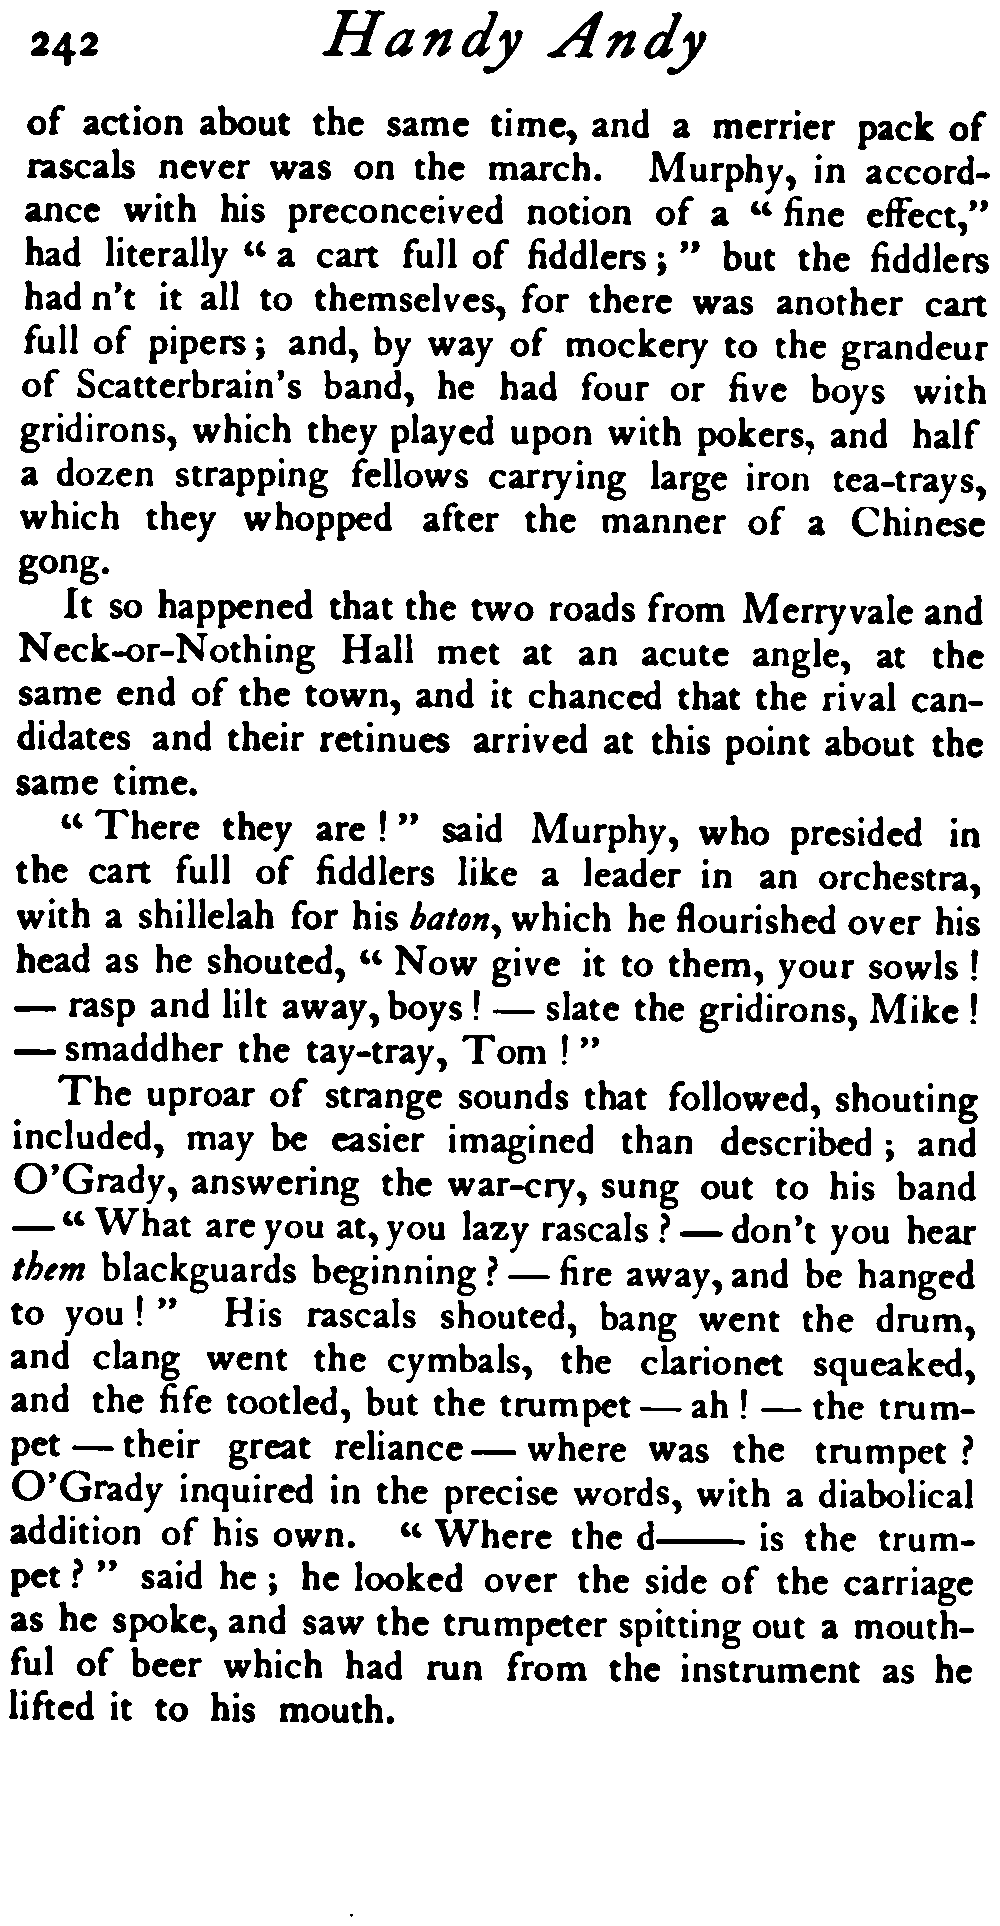 242 Handy Andy
of action about the same time, and a merrier pack of
rascals never was on the march. Murphy, in accord-
ance with his preconceived notion of a “ fine effect,”
had literally “ a cart full of fiddlers ; ” but the fiddlers
had n't it all to themselves, for there was another cart
full of pipers ; and, by way of mockery to the grandeur
of Scatterbrain's band, he had four or five boys with
gridirons, which they played upon with pokers, and half
a dozen strapping fellows carrying large iron tea-trays,
which they whopped after the manner of a Chinese
gong.
It so happened that the two roads from Merryvale and
Neck-or-Nothing Hall met at an acute angle, at the
same end of the town, and it chanced that the rival can-
didates and their retinues arrived at this point about the
same time.
“ There they are ! ” said Murphy, who presided in
the cart full of fiddlers like a leader in an orchestra,
with a shillelah for his baton, which he flourished over his
head as he shouted, “ Now give it to them, your sowls !
— rasp and lilt away, boys ! — slate the gridirons, Mike !
— smaddher the tay-tray, Tom ! ”
The uproar of strange sounds that followed, shouting
included, may be easier imagined than described ; and
O'Grady, answering the war-cry, sung out to his band
— “ What are you at, you lazy rascals ? — don't you hear
them blackguards beginning ? — fire away, and be hanged
to you ! ” His rascals shouted, bang went the drum,
and clang went the cymbals, the clarionet squeaked,
and the fife tootled, but the trumpet — ah ! — the trum-
pet — their great reliance — where was the trumpet ?
O'Grady inquired in the precise words, with a diabolical
addition of his own. “ Where the d—— is the trum-
pet ? ” said he ; he looked over the side of the carriage
as he spoke, and saw the trumpeter spitting out a mouth-
ful of beer which had run from the instrument as he
lifted it to his mouth.